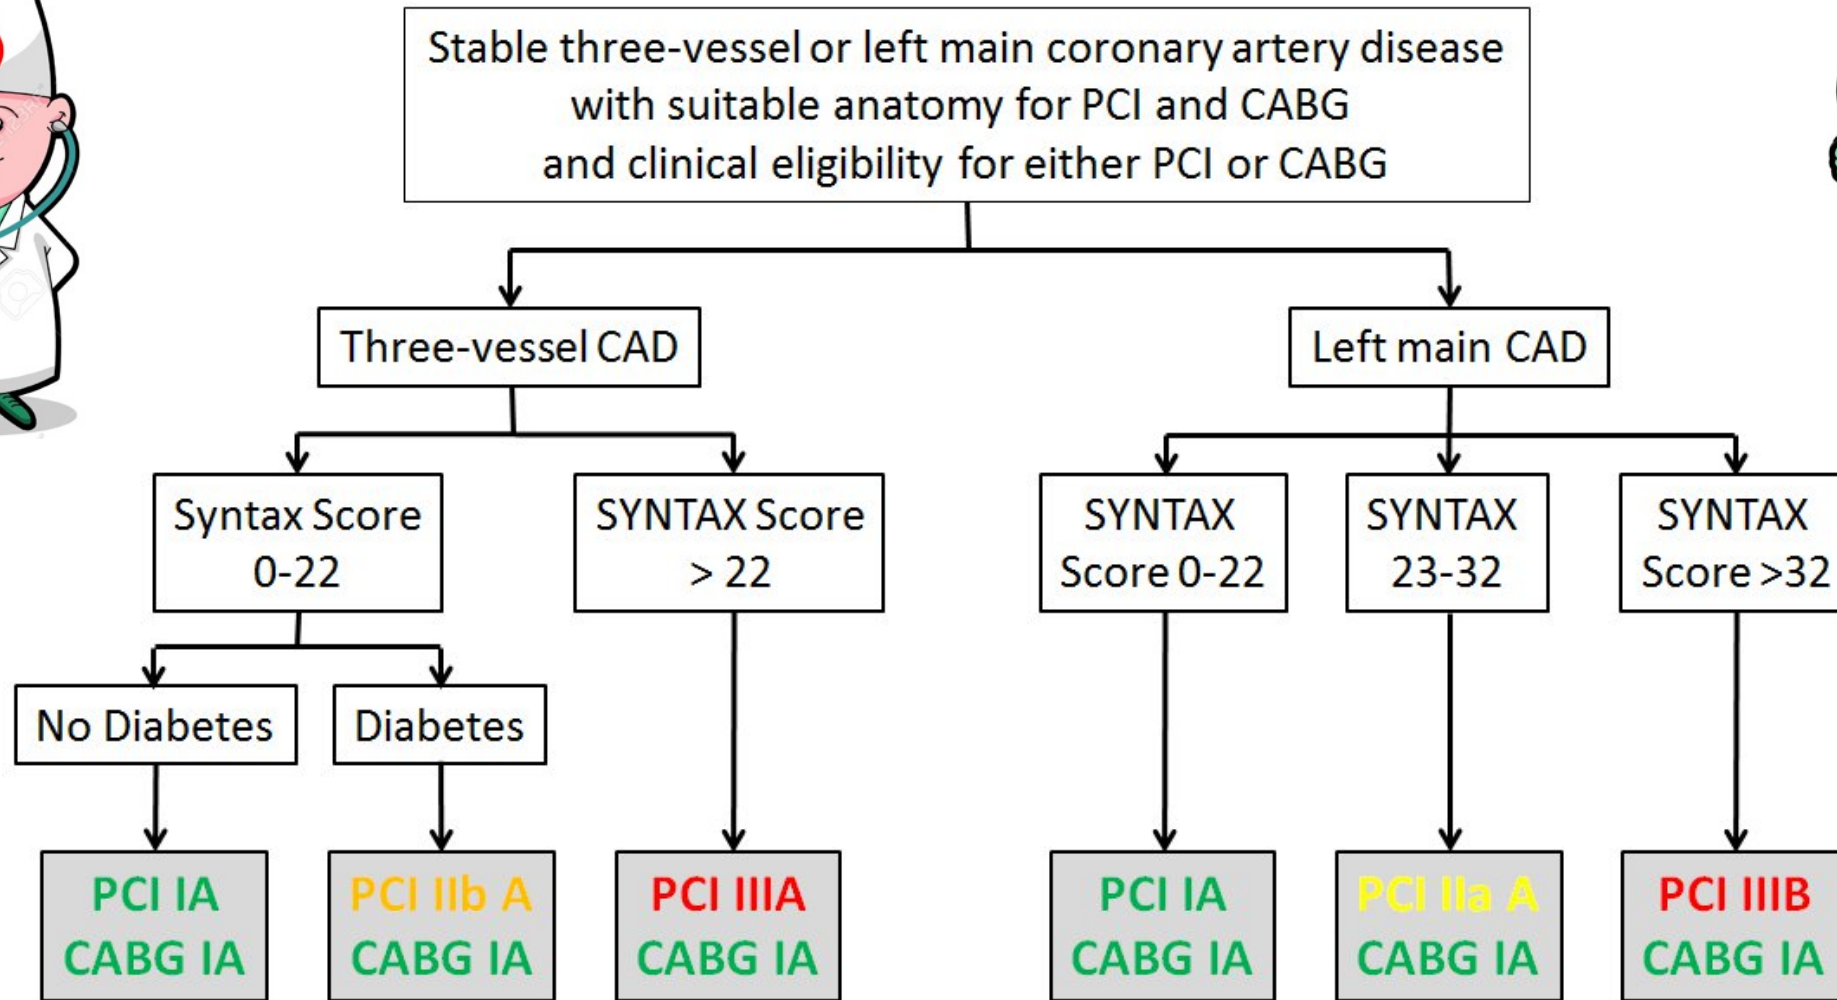 Stable three-vessel or left main coronary artery disease
with suitable anatomy for PCI and CABG
and clinical eligibility for either PCI or CABG
Three-vessel CAD
Left main CAD
Syntax Score
0-22
SYNTAX Score
> 22
SYNTAX
Score 0-22
SYNTAX
23-32
SYNTAX
Score >32
No Diabetes
Diabetes
PCI IA
CABG IA
PCI IIb A
CABG IA
PCI IIIA
CABG IA
PCI IA
CABG IA
PCI IIa A
CABG IA
PCI IIIB
CABG IA